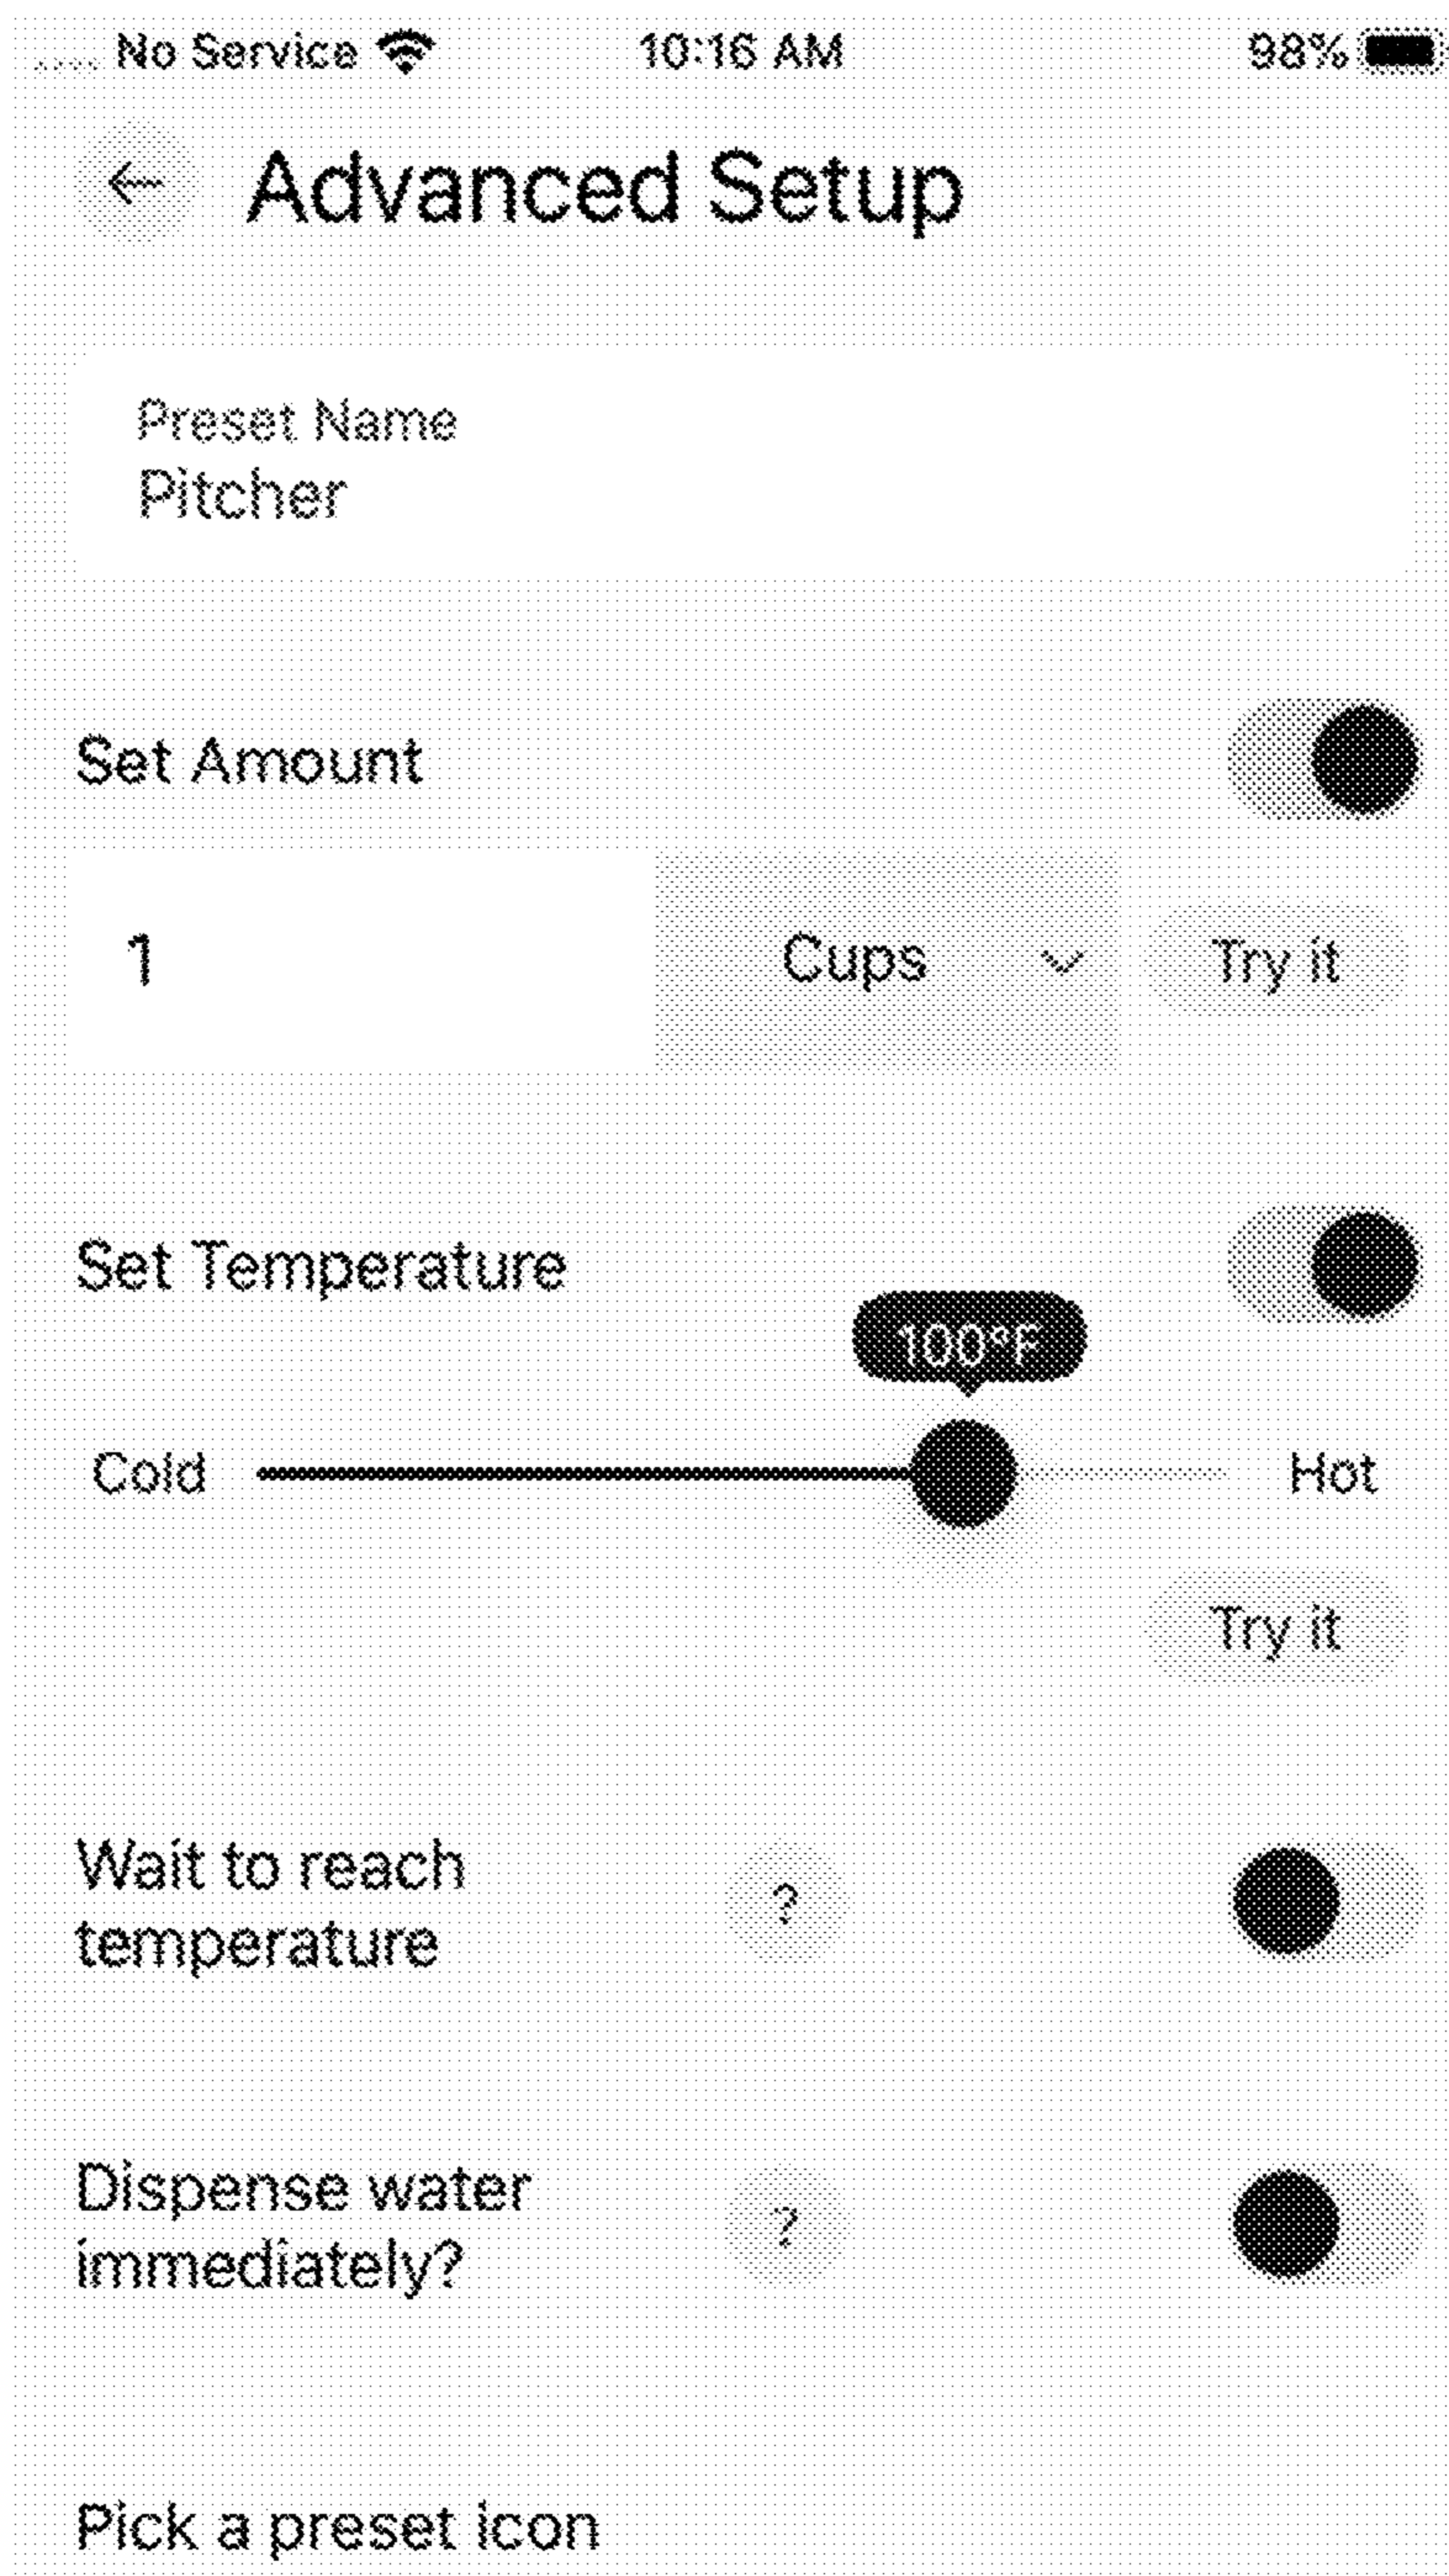 No Service 10:16 AM 98%
Advanced Setup
Preset Name
Pitcher
Set Amount
1 Cups Try it
Set Temperature
100°F
Cold Hot
Try it
Wait to reach
temperature
?
Dispense water
immediately?
?
Pick a preset icon